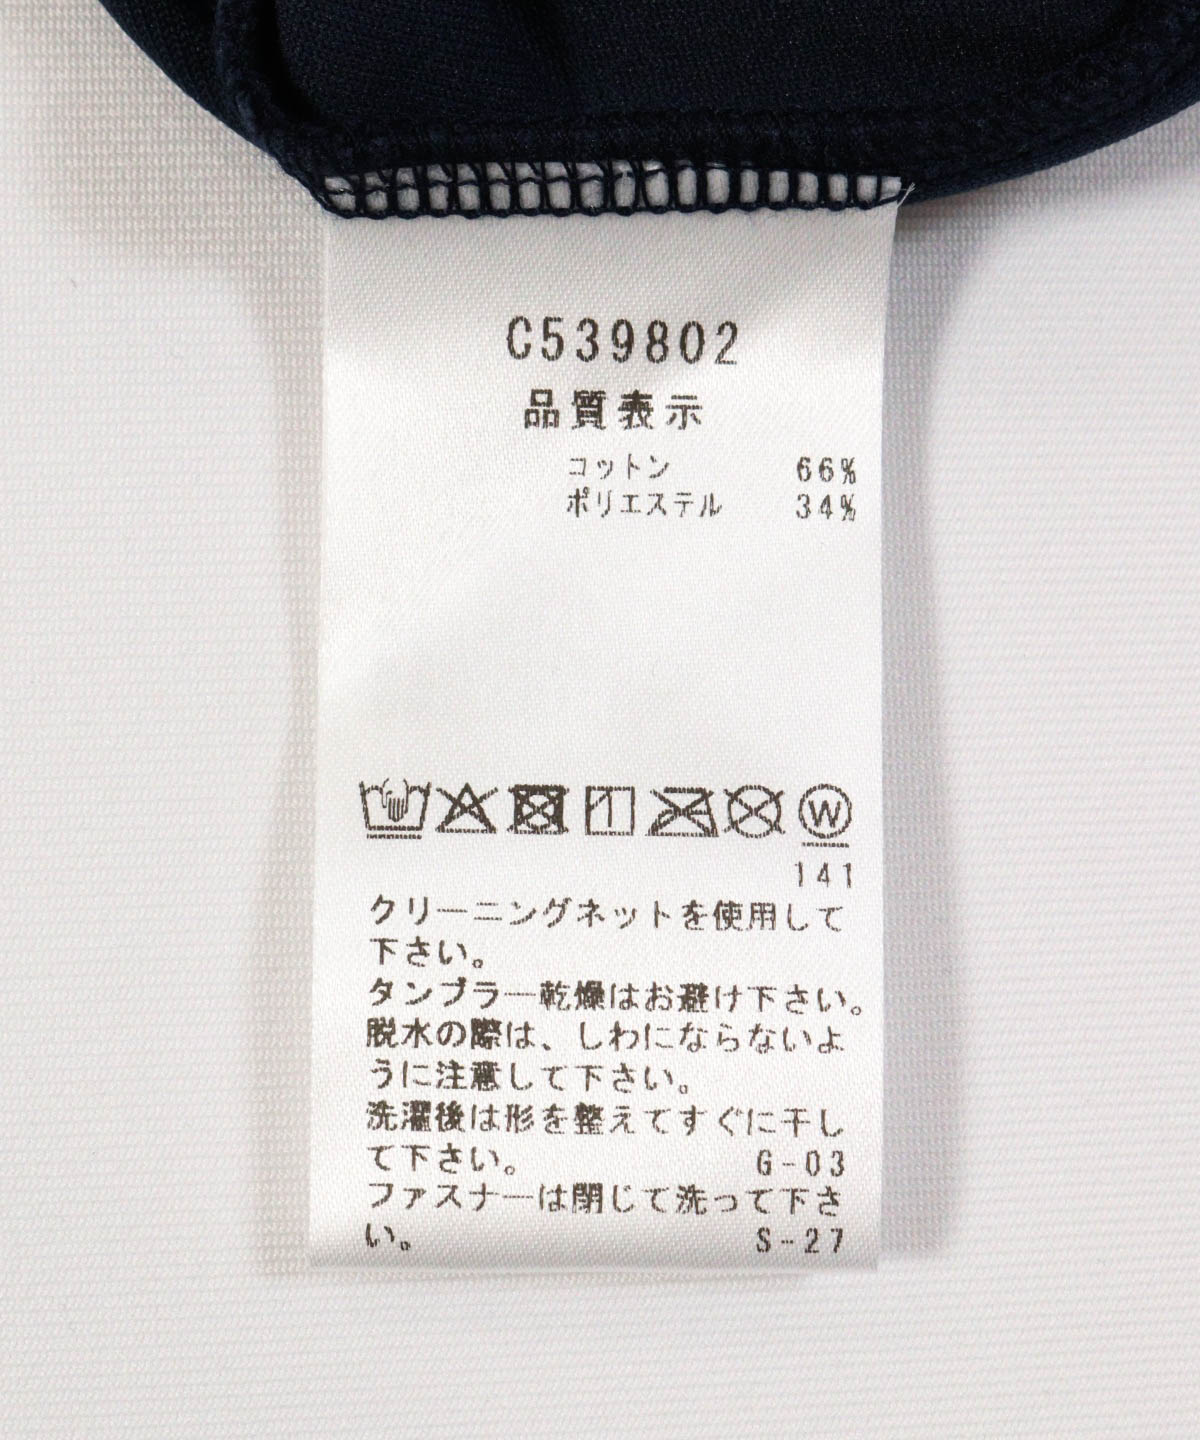 C539802
品質表示
コットン 66%
ポリエステル 34%
W
141
クリーニングネットを使用して
下さい。
タンブラー乾燥はお避け下さい。
脱水の際は、しわにならないよ
うに注意して下さい。
洗濯後は形を整えてすぐに干し
て下さい。 G-03
ファスナーは閉じて洗って下さ
い。 S-27